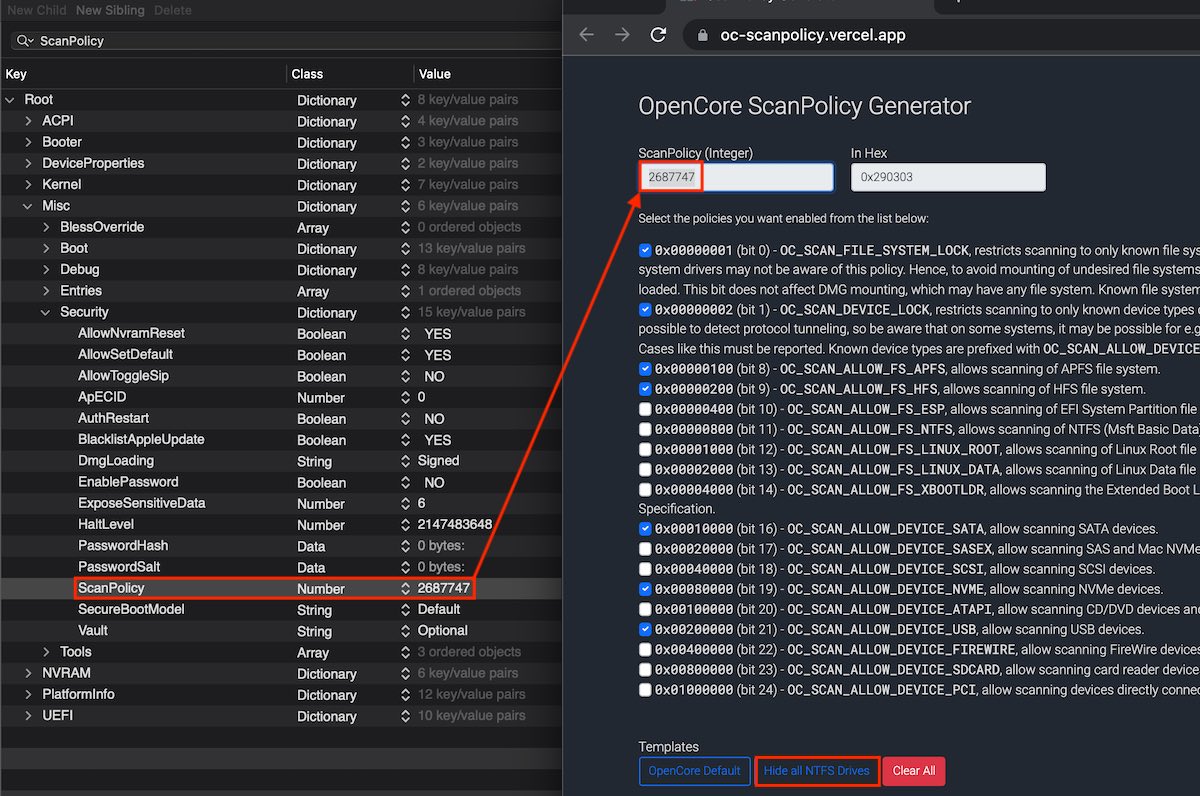 New Child New Sibling Delete
ScanPolicy
Key Class Value
Root Dictionary 8 key/value pairs
ACPI Dictionary 4 key/value pairs
Booter Dictionary 3 key/value pairs
DeviceProperties Dictionary 2 key/value pairs
Kernel Dictionary 7 key/value pairs
Misc Dictionary 6 key/value pairs
BlessOverride Array 0 ordered objects
Boot Dictionary 13 key/value pairs
Debug Dictionary 8 key/value pairs
Entries Array 1 ordered objects
Security Dictionary 15 key/value pairs
AllowNvramReset Boolean YES
AllowSetDefault Boolean YES
AllowToggleSip Boolean NO
ApECID Number 0
AuthRestart Boolean NO
BlacklistAppleUpdate Boolean YES
DmgLoading String Signed
EnablePassword Boolean NO
ExposeSensitiveData Number 6
HaltLevel Number 2147483648
PasswordHash Data 0 bytes:
PasswordSalt Data 0 bytes:
ScanPolicy Number 2687747
SecureBootModel String Default
Vault String Optional
Tools Array 3 ordered objects
NVRAM Dictionary 6 key/value pairs
PlatformInfo Dictionary 12 key/value pairs
UEFI Dictionary 10 key/value pairs
oc-scanpolicy.vercel.app
OpenCore ScanPolicy Generator
ScanPolicy (Integer) In Hex
2687747 0x290303
Select the policies you want enabled from the list below:
0x00000001 (bit 0) - OC_SCAN_FILE_SYSTEM_LOCK, restricts scanning to only known file sys
system drivers may not be aware of this policy. Hence, to avoid mounting of undesired file systems
loaded. This bit does not affect DMG mounting, which may have any file system. Known file system
0x00000002 (bit 1) - OC_SCAN_DEVICE_LOCK, restricts scanning to only known device types
possible to detect protocol tunneling, so be aware that on some systems, it may be possible for e.g
Cases like this must be reported. Known device types are prefixed with OC_SCAN_ALLOW_DEVICE
0x00000100 (bit 8) - OC_SCAN_ALLOW_FS_APFS, allows scanning of APFS file system.
0x00000200 (bit 9) - OC_SCAN_ALLOW_FS_HFS, allows scanning of HFS file system.
0x00000400 (bit 10) - OC_SCAN_ALLOW_FS_ESP, allows scanning of EFI System Partition file
0x00000800 (bit 11) - OC_SCAN_ALLOW_FS_NTFS, allows scanning of NTFS (Msft Basic Data)
0x00001000 (bit 12) - OC_SCAN_ALLOW_FS_LINUX_ROOT, allows scanning of Linux Root file
0x00002000 (bit 13) - OC_SCAN_ALLOW_FS_LINUX_DATA, allows scanning of Linux Data file
0x00004000 (bit 14) - OC_SCAN_ALLOW_FS_XBOOTLDR, allows scanning the Extended Boot L
Specification.
0x00010000 (bit 16) - OC_SCAN_ALLOW_DEVICE_SATA, allow scanning SATA devices.
0x00020000 (bit 17) - OC_SCAN_ALLOW_DEVICE_SASEX, allow scanning SAS and Mac NVMe
0x00040000 (bit 18) - OC_SCAN_ALLOW_DEVICE_SCSI, allow scanning SCSI devices.
0x00080000 (bit 19) - OC_SCAN_ALLOW_DEVICE_NVME, allow scanning NVMe devices.
0x00100000 (bit 20) - OC_SCAN_ALLOW_DEVICE_ATAPI, allow scanning CD/DVD devices and
0x00200000 (bit 21) - OC_SCAN_ALLOW_DEVICE_USB, allow scanning USB devices.
0x00400000 (bit 22) - OC_SCAN_ALLOW_DEVICE_FIREWIRE, allow scanning FireWire devices
0x00800000 (bit 23) - OC_SCAN_ALLOW_DEVICE_SDCARD, allow scanning card reader device
0x01000000 (bit 24) - OC_SCAN_ALLOW_DEVICE_PCI, allow scanning devices directly connec
Templates
OpenCore Default Hide all NTFS Drives Clear All